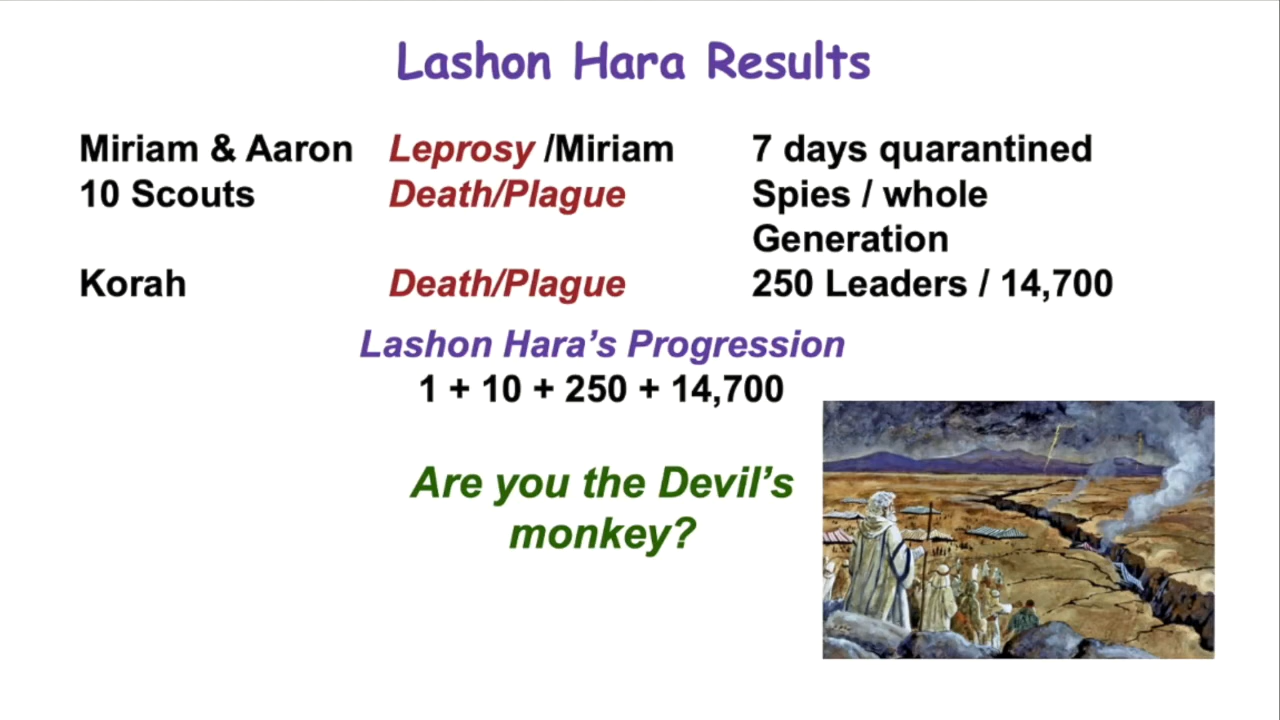 Lashon Hara Results
Miriam & Aaron Leprosy /Miriam 7 days quarantined
10 Scouts Death/Plague Spies / whole
Generation
Korah Death/Plague 250 Leaders / 14,700
Lashon Hara's Progression
1 + 10 + 250 + 14,700
Are you the Devil's
monkey?